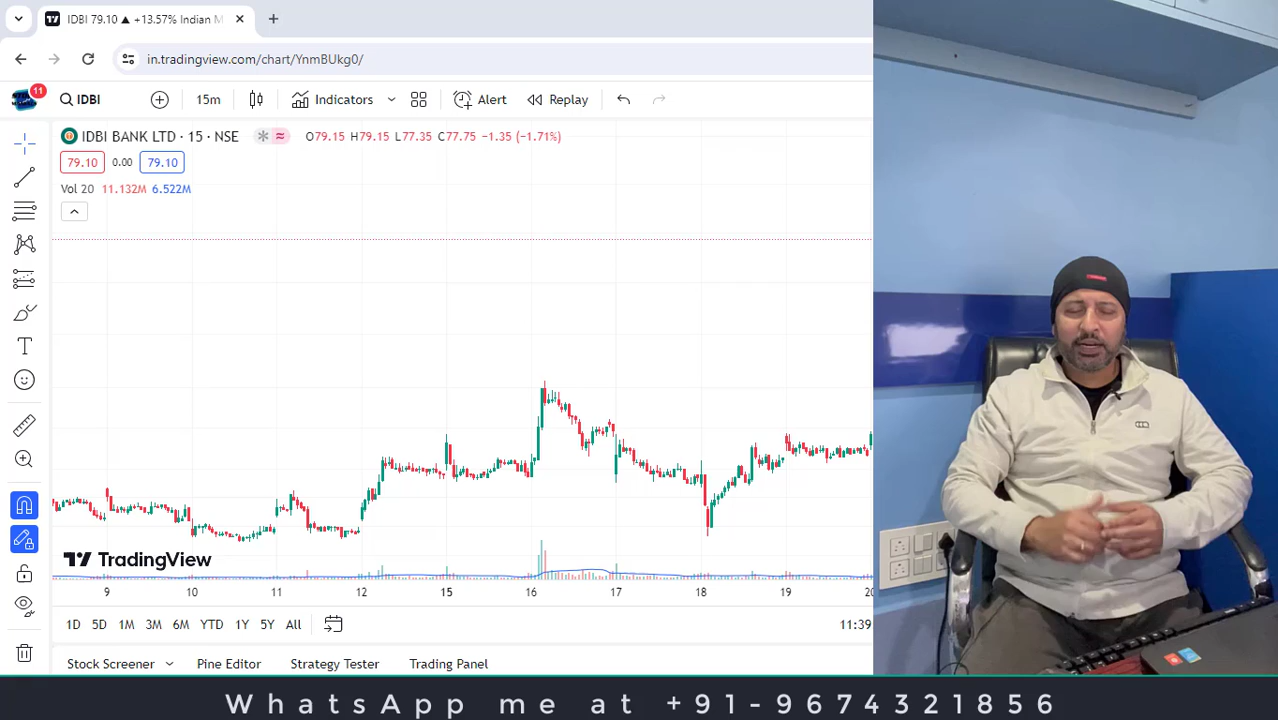 IDBI 79.10 ▲ +13.57% Indian M
in.tradingview.com/chart/YnmBUkg0/
11
IDBI
15m
Indicators
Alert
Replay
IDBI BANK LTD · 15 · NSE
O79.15 H79.15 L77.35 C77.75 −1.35 (−1.71%)
79.10 0.00 79.10
Vol 20 11.132M 6.522M
TradingView
9 10 11 12 15 16 17 18 19 20
1D 5D 1M 3M 6M YTD 1Y 5Y All
11:39
Stock Screener Pine Editor Strategy Tester Trading Panel
WhatsApp me at +91-9674321856